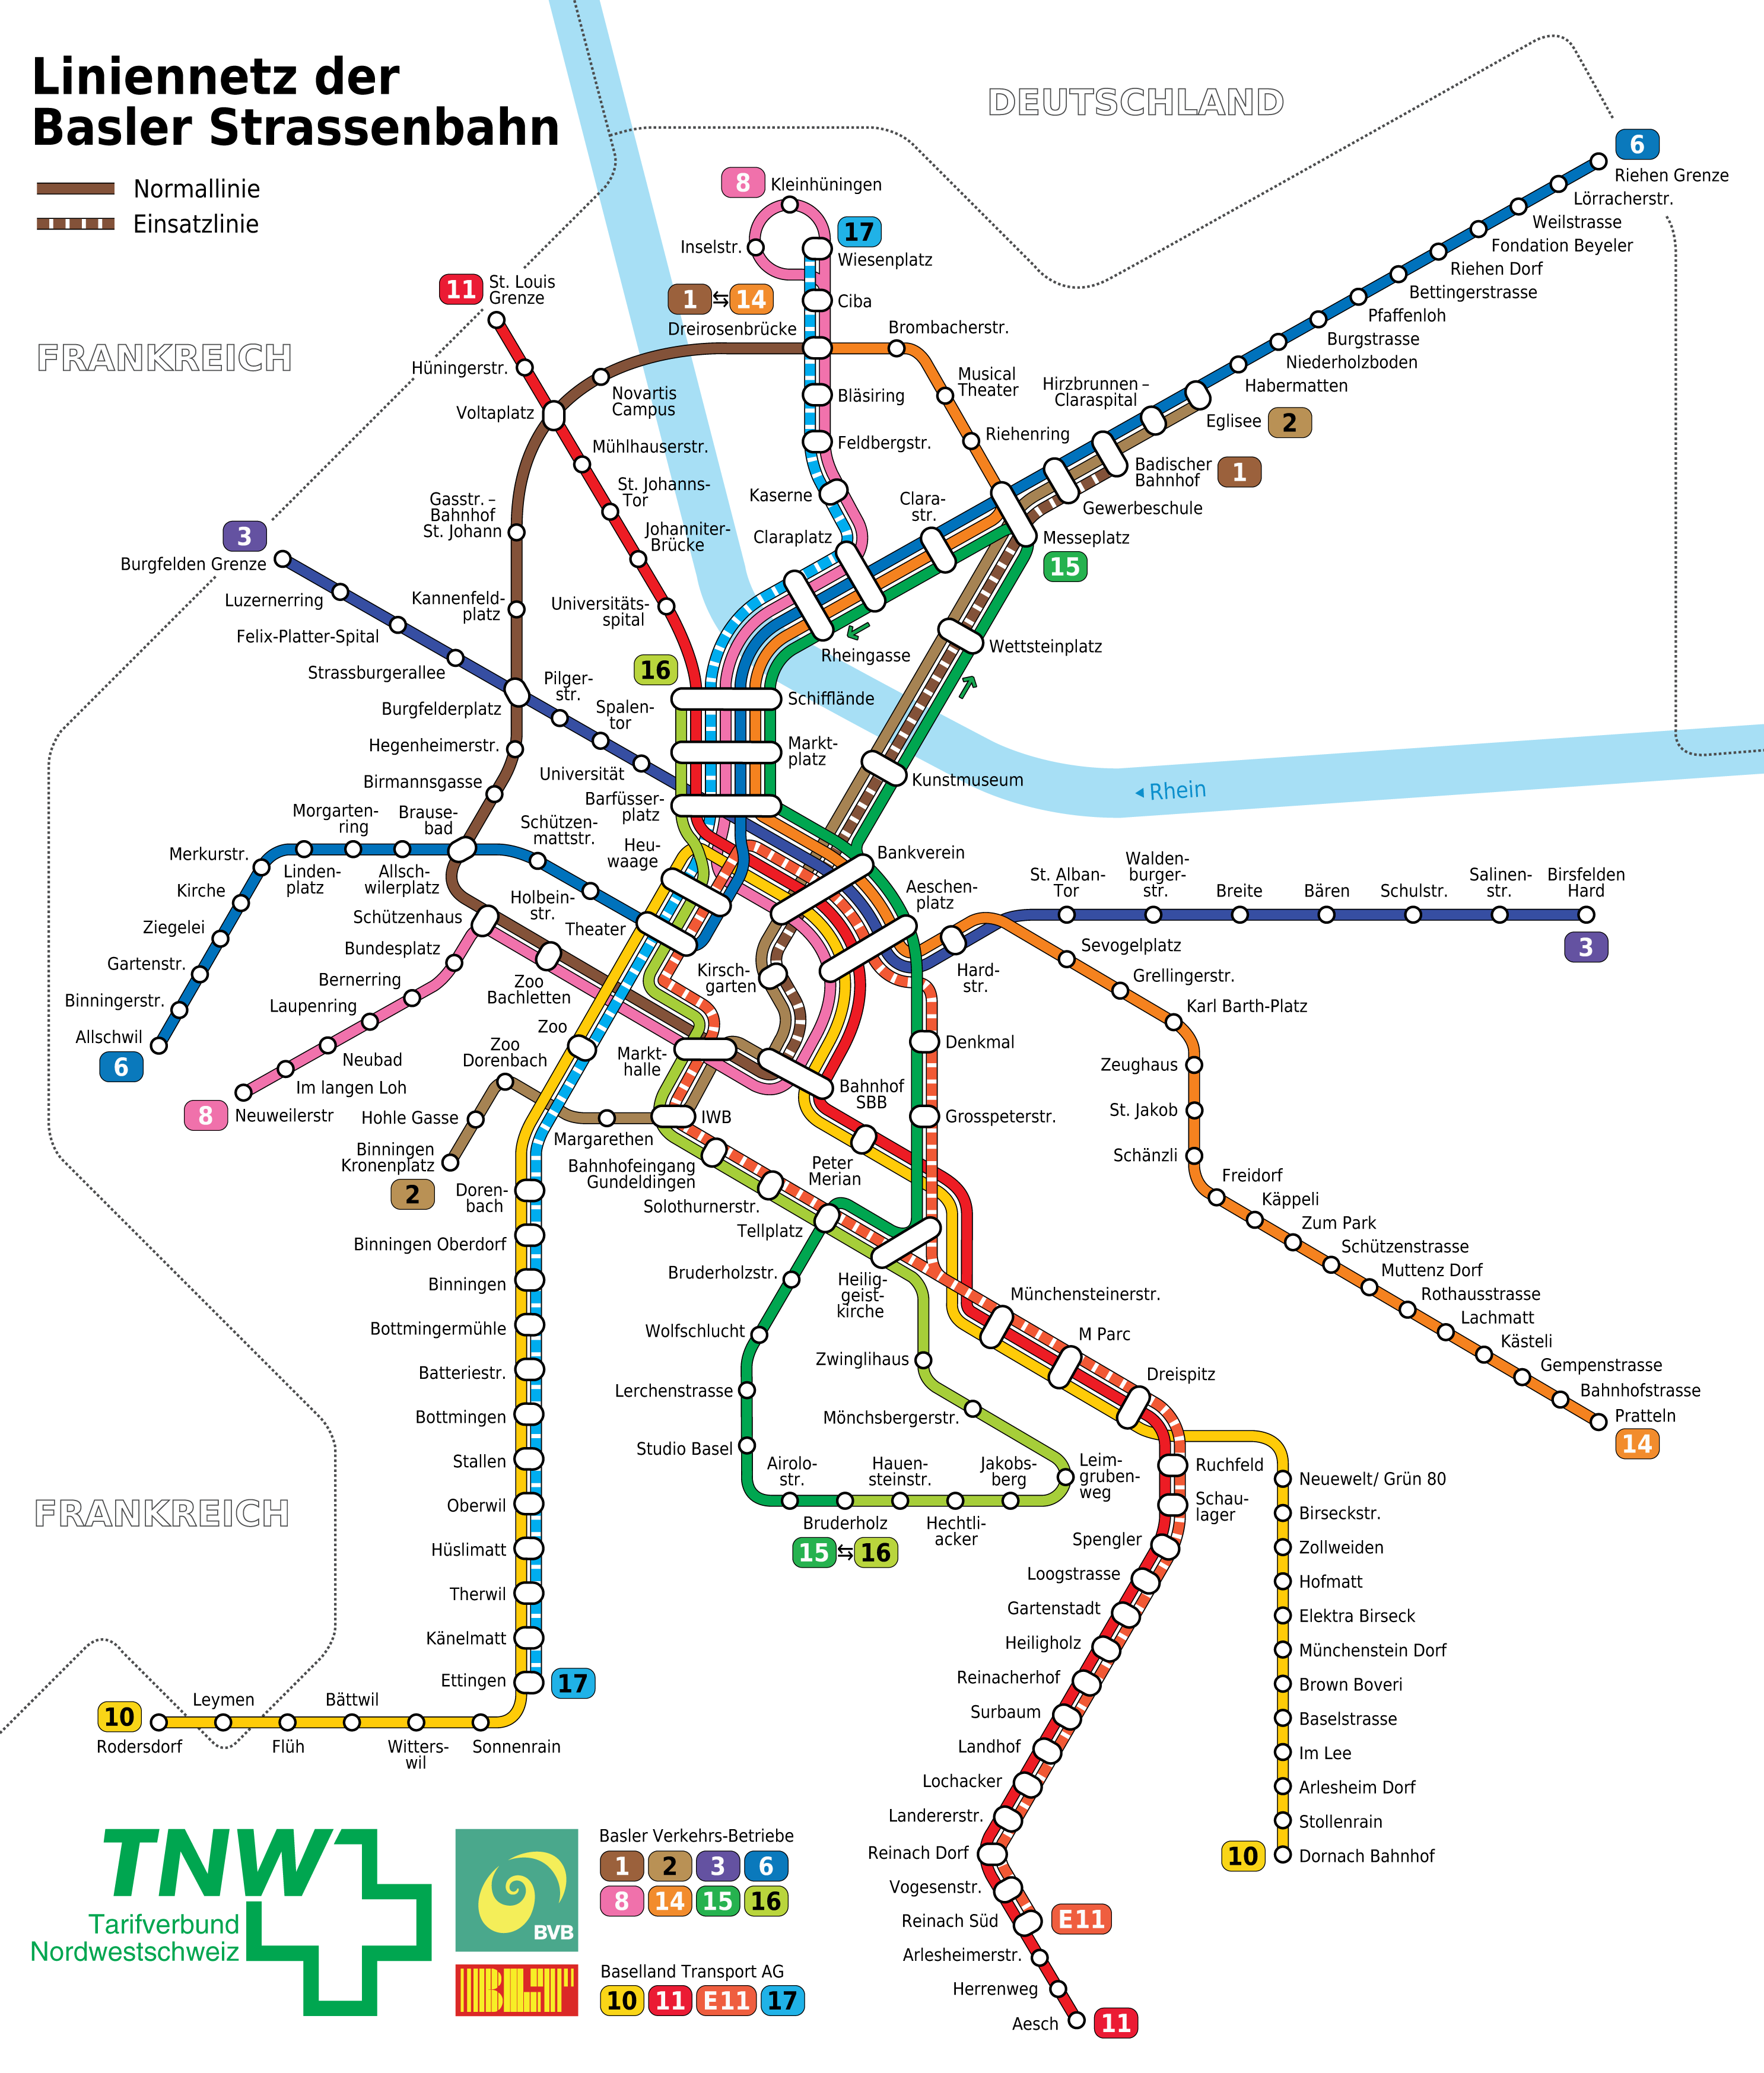 Liniennetz der
Basler Strassenbahn
Normallinie
Einsatzlinie
DEUTSCHLAND
FRANKREICH
FRANKREICH
◂ Rhein
6
Riehen Grenze
Lörracherstr.
Weilstrasse
Fondation Beyeler
Riehen Dorf
Bettingerstrasse
Pfaffenloh
Burgstrasse
Niederholzboden
Habermatten
Eglisee
2
Hirzbrunnen –
Claraspital
Badischer
Bahnhof
1
Gewerbeschule
Messeplatz
15
8
Kleinhüningen
Inselstr.
17
Wiesenplatz
Ciba
1 ⇆ 14
Dreirosenbrücke
Brombacherstr.
Musical
Theater
Riehenring
Bläsiring
Feldbergstr.
Kaserne
Clara-
str.
Claraplatz
Rheingasse
Wettsteinplatz
Kunstmuseum
11
St. Louis
Grenze
Hüningerstr.
Voltaplatz
Novartis
Campus
Mühlhauserstr.
St. Johanns-
Tor
Johanniter-
Brücke
Universitäts-
spital
Gasstr. –
Bahnhof
St. Johann
Kannenfeld-
platz
3
Burgfelden Grenze
Luzernerring
Felix-Platter-Spital
Strassburgerallee
Burgfelderplatz
Pilger-
str.
Spalen-
tor
Universität
Hegenheimerstr.
Birmannsgasse
16
Schifflände
Markt-
platz
Barfüsser-
platz
Heu-
waage
Bankverein
Aeschen-
platz
Morgarten-
ring
Brause-
bad
Schützen-
mattstr.
Merkurstr.
Linden-
platz
Allsch-
wilerplatz
Holbein-
str.
Theater
Kirche
Ziegelei
Gartenstr.
Binningerstr.
Allschwil
6
Schützenhaus
Bundesplatz
Bernerring
Laupenring
Neubad
Im langen Loh
8
Neuweilerstr
Zoo
Bachletten
Zoo
Zoo
Dorenbach
Hohle Gasse
Binningen
Kronenplatz
2
Margarethen
Markt-
halle
IWB
Kirsch-
garten
Bahnhof
SBB
Hard-
str.
St. Alban-
Tor
Walden-
burger-
str.
Breite
Bären
Schulstr.
Salinen-
str.
Birsfelden
Hard
3
Sevogelplatz
Grellingerstr.
Karl Barth-Platz
Zeughaus
St. Jakob
Schänzli
Freidorf
Käppeli
Zum Park
Schützenstrasse
Muttenz Dorf
Rothausstrasse
Lachmatt
Kästeli
Gempenstrasse
Bahnhofstrasse
Pratteln
14
Denkmal
Grosspeterstr.
Peter
Merian
Bahnhofeingang
Gundeldingen
Solothurnerstr.
Tellplatz
Heilig-
geist-
kirche
Bruderholzstr.
Wolfschlucht
Lerchenstrasse
Studio Basel
Airolo-
str.
Bruderholz
15 ⇆ 16
Hauen-
steinstr.
Hechtli-
acker
Jakobs-
berg
Leim-
gruben-
weg
Mönchsbergerstr.
Zwinglihaus
Münchensteinerstr.
M Parc
Dreispitz
Ruchfeld
Schau-
lager
Spengler
Loogstrasse
Gartenstadt
Heiligholz
Reinacherhof
Surbaum
Landhof
Lochacker
Landererstr.
Reinach Dorf
Vogesenstr.
Reinach Süd
E11
Arlesheimerstr.
Herrenweg
Aesch
11
Neuewelt/ Grün 80
Birseckstr.
Zollweiden
Hofmatt
Elektra Birseck
Münchenstein Dorf
Brown Boveri
Baselstrasse
Im Lee
Arlesheim Dorf
Stollenrain
10
Dornach Bahnhof
Doren-
bach
Binningen Oberdorf
Binningen
Bottmingermühle
Batteriestr.
Bottmingen
Stallen
Oberwil
Hüslimatt
Therwil
Känelmatt
Ettingen
17
10
Rodersdorf
Leymen
Flüh
Bättwil
Witters-
wil
Sonnenrain
TNW
Tarifverbund
Nordwestschweiz
BVB
Basler Verkehrs-Betriebe
1 2 3 6
8 14 15 16
BLT
Baselland Transport AG
10 11 E11 17